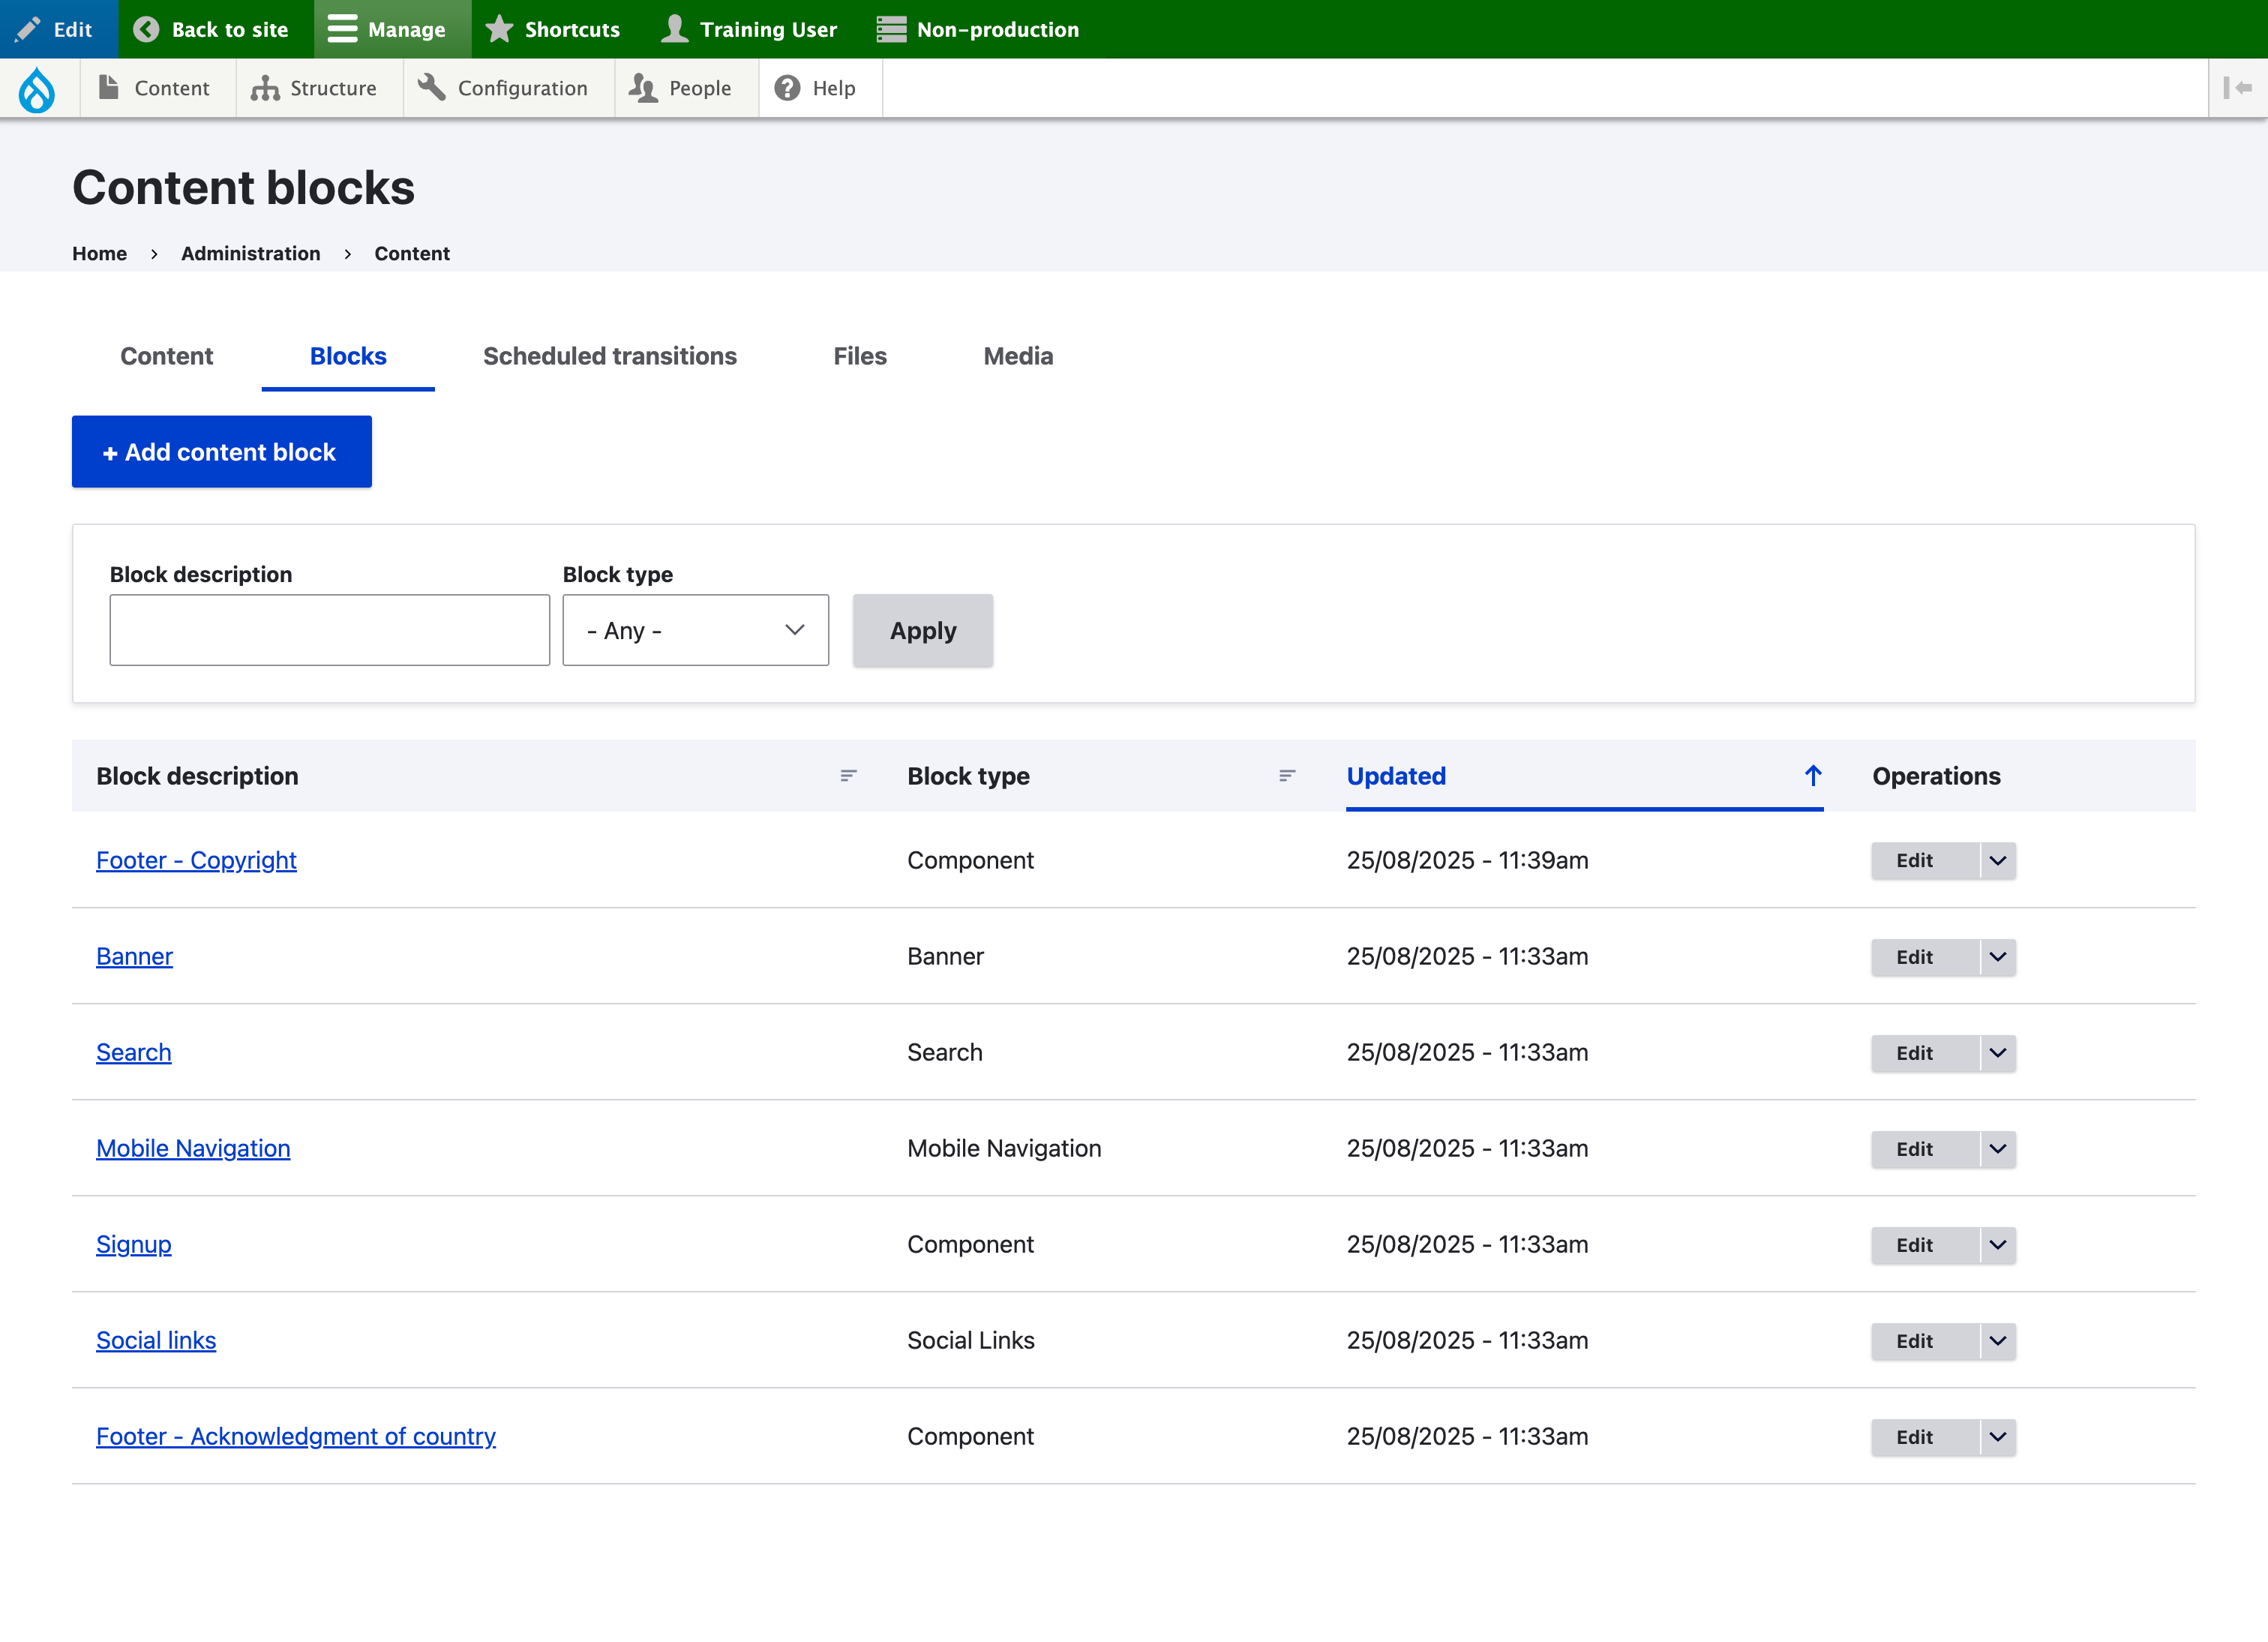 Edit Back to site Manage Shortcuts Training User Non-production
Content Structure Configuration People Help
Content blocks
Home › Administration › Content
Content Blocks Scheduled transitions Files Media
+ Add content block
Block description Block type
- Any - Apply
Block description Block type Updated Operations
Footer - Copyright Component 25/08/2025 - 11:39am Edit
Banner Banner 25/08/2025 - 11:33am Edit
Search Search 25/08/2025 - 11:33am Edit
Mobile Navigation Mobile Navigation 25/08/2025 - 11:33am Edit
Signup Component 25/08/2025 - 11:33am Edit
Social links Social Links 25/08/2025 - 11:33am Edit
Footer - Acknowledgment of country Component 25/08/2025 - 11:33am Edit